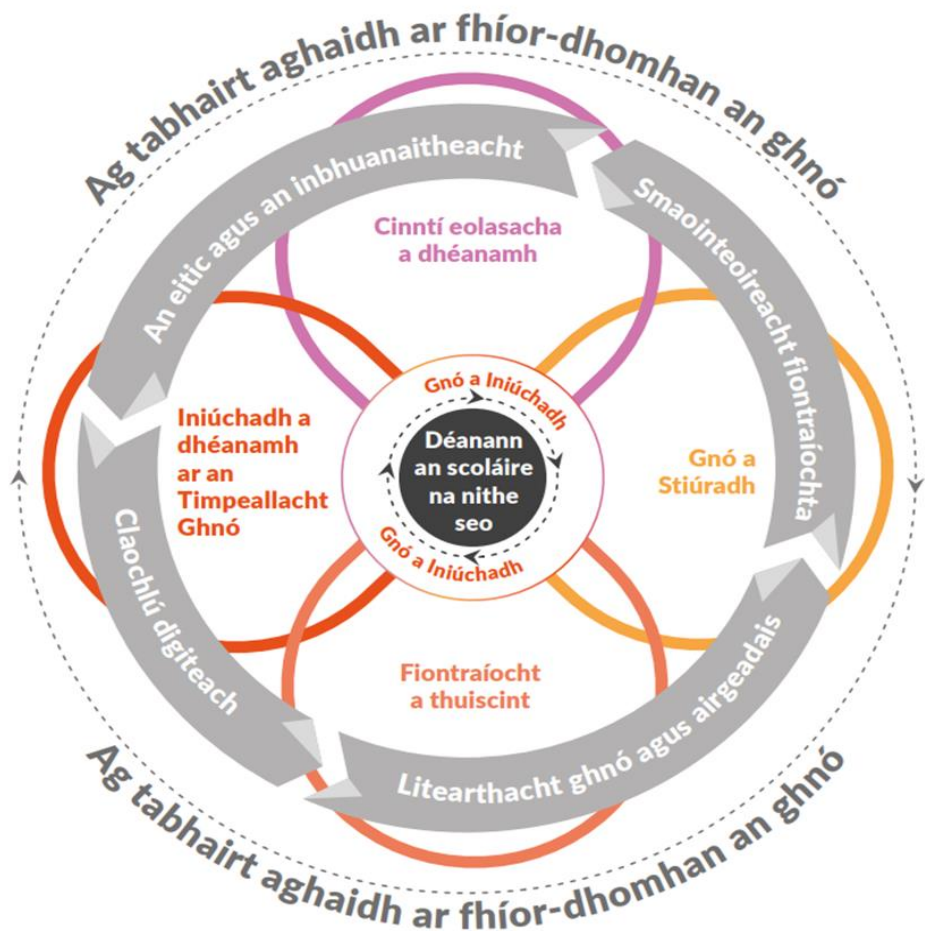 Ag tabhairt aghaidh ar fhíor-dhomhan an ghnó
An eitic agus an inbhuanaitheacht
Smaointeoireacht fiontraíochta
Cinntí eolasacha
a dhéanamh
Iniúchadh a
dhéanamh
ar an
Timpeallacht
Ghnó
Gnó a Iniúchadh
Déanann
an scoláire
na nithe
seo
Gnó a Iniúchadh
Gnó a
Stiúradh
Claochlú digiteach
Fiontraíocht
a thuiscint
Litearthacht ghnó agus airgeadais
Ag tabhairt aghaidh ar fhíor-dhomhan an ghnó